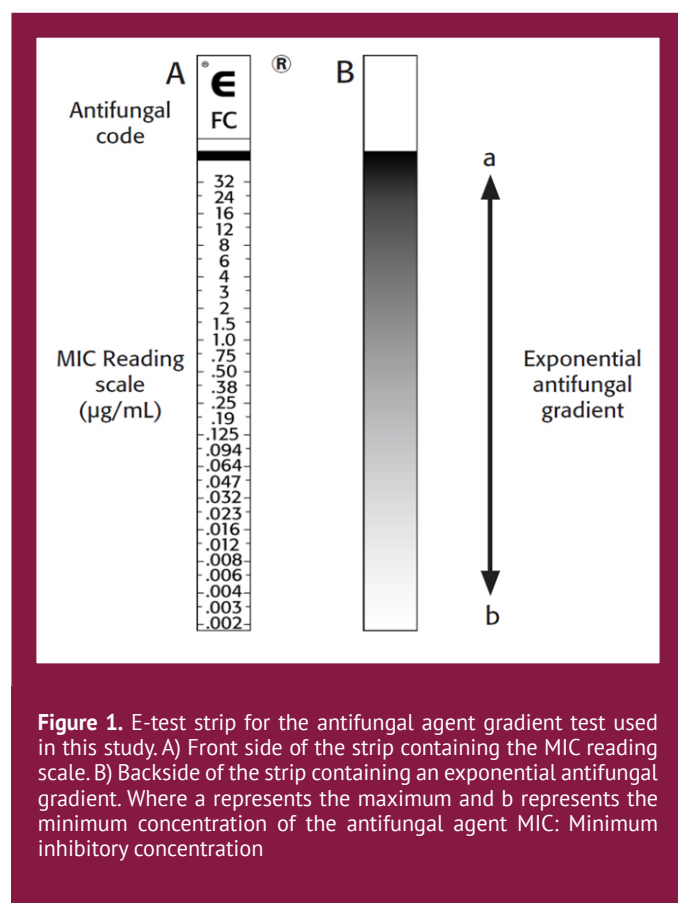 A
®
ϵ
FC
®
B
Antifungal
code
a
32
24
16
12
8
6
4
3
2
1.5
1.0
.75
.50
.38
.25
.19
.125
.094
.064
.047
.032
.023
.016
.012
.008
.006
.004
.003
.002
MIC Reading
scale
(µg/mL)
Exponential
antifungal
gradient
b
Figure 1. E-test strip for the antifungal agent gradient test used
in this study. A) Front side of the strip containing the MIC reading
scale. B) Backside of the strip containing an exponential antifungal
gradient. Where a represents the maximum and b represents the
minimum concentration of the antifungal agent MIC: Minimum
inhibitory concentration